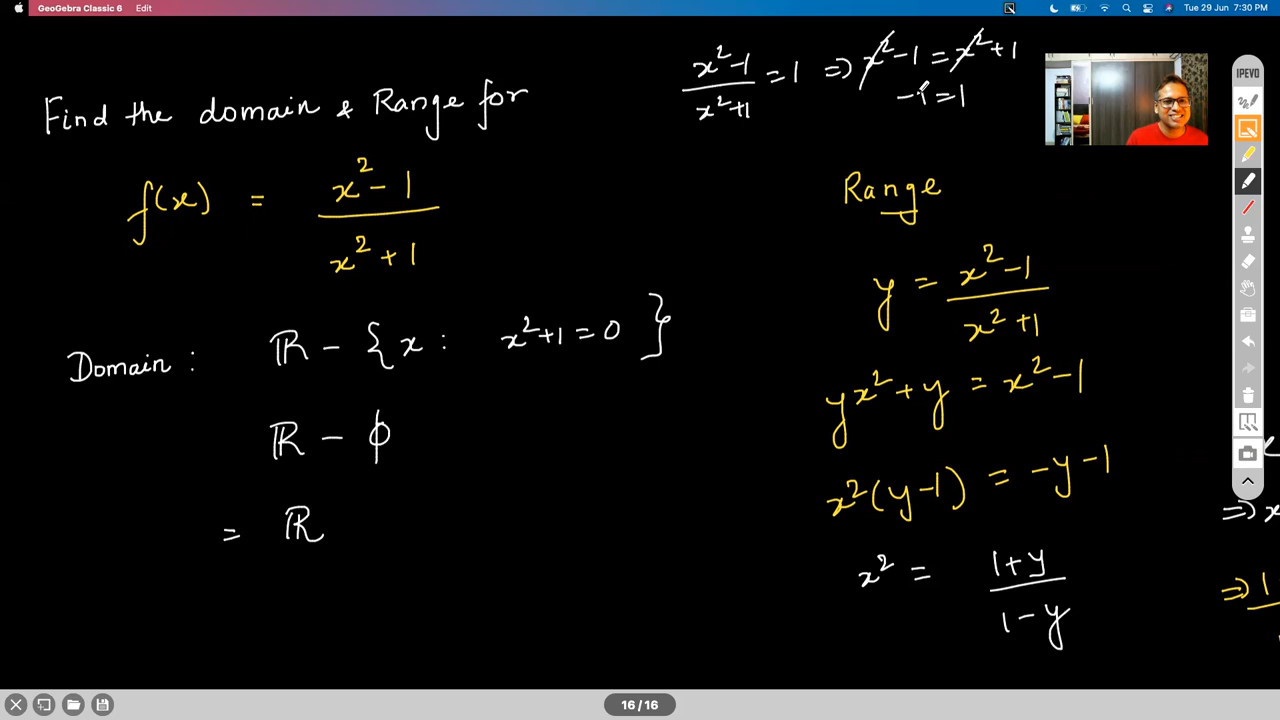 GeoGebra Classic 6 Edit
Tue 29 Jun 7:30 PM
Find the domain & Range for
f(x) = x² - 1 / x² + 1
Domain : ℝ - { x : x² + 1 = 0 }
ℝ - ϕ
= ℝ
x² - 1 / x² + 1 = 1 ⇒ x² - 1 = x² + 1
-1 = 1
Range
y = x² - 1 / x² + 1
yx² + y = x² - 1
x² (y - 1) = -y - 1
x² = 1 + y / 1 - y
⇒ x
⇒ 1
IPEVO
16 / 16